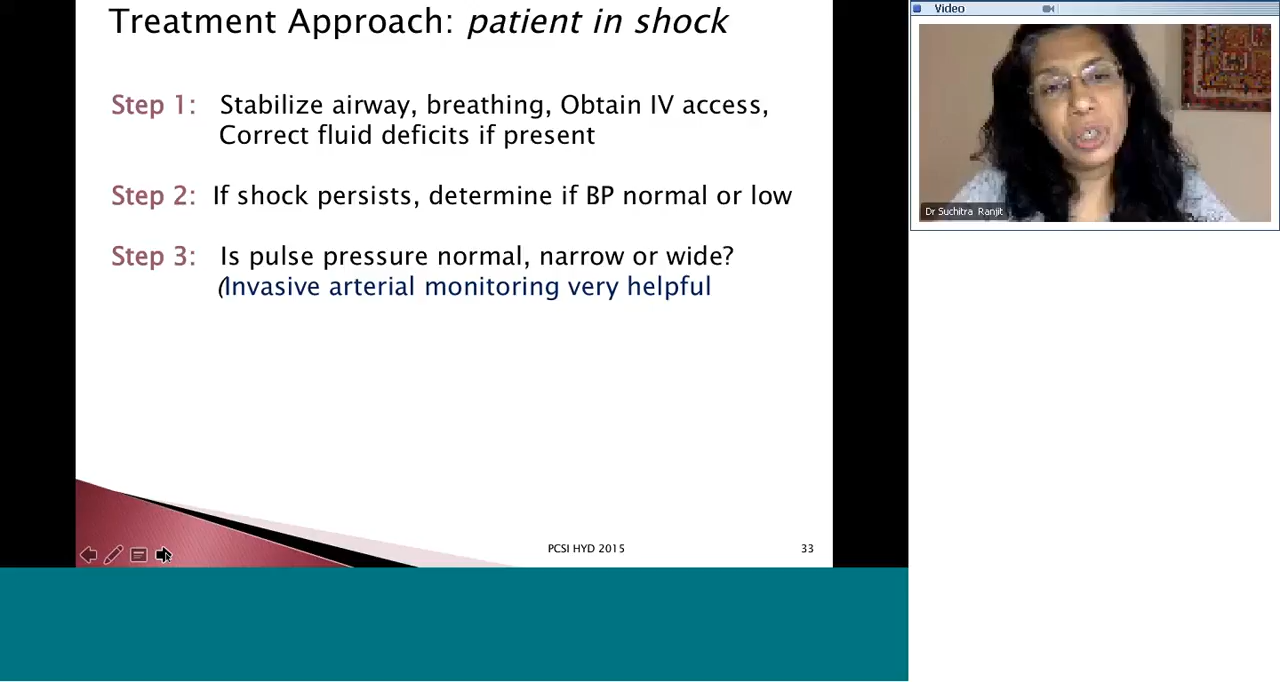 Treatment Approach: patient in shock
Step 1: Stabilize airway, breathing, Obtain IV access,
Correct fluid deficits if present
Step 2: If shock persists, determine if BP normal or low
Step 3: Is pulse pressure normal, narrow or wide?
(Invasive arterial monitoring very helpful
PCSI HYD 2015
33
Video
Dr Suchitra Ranjit